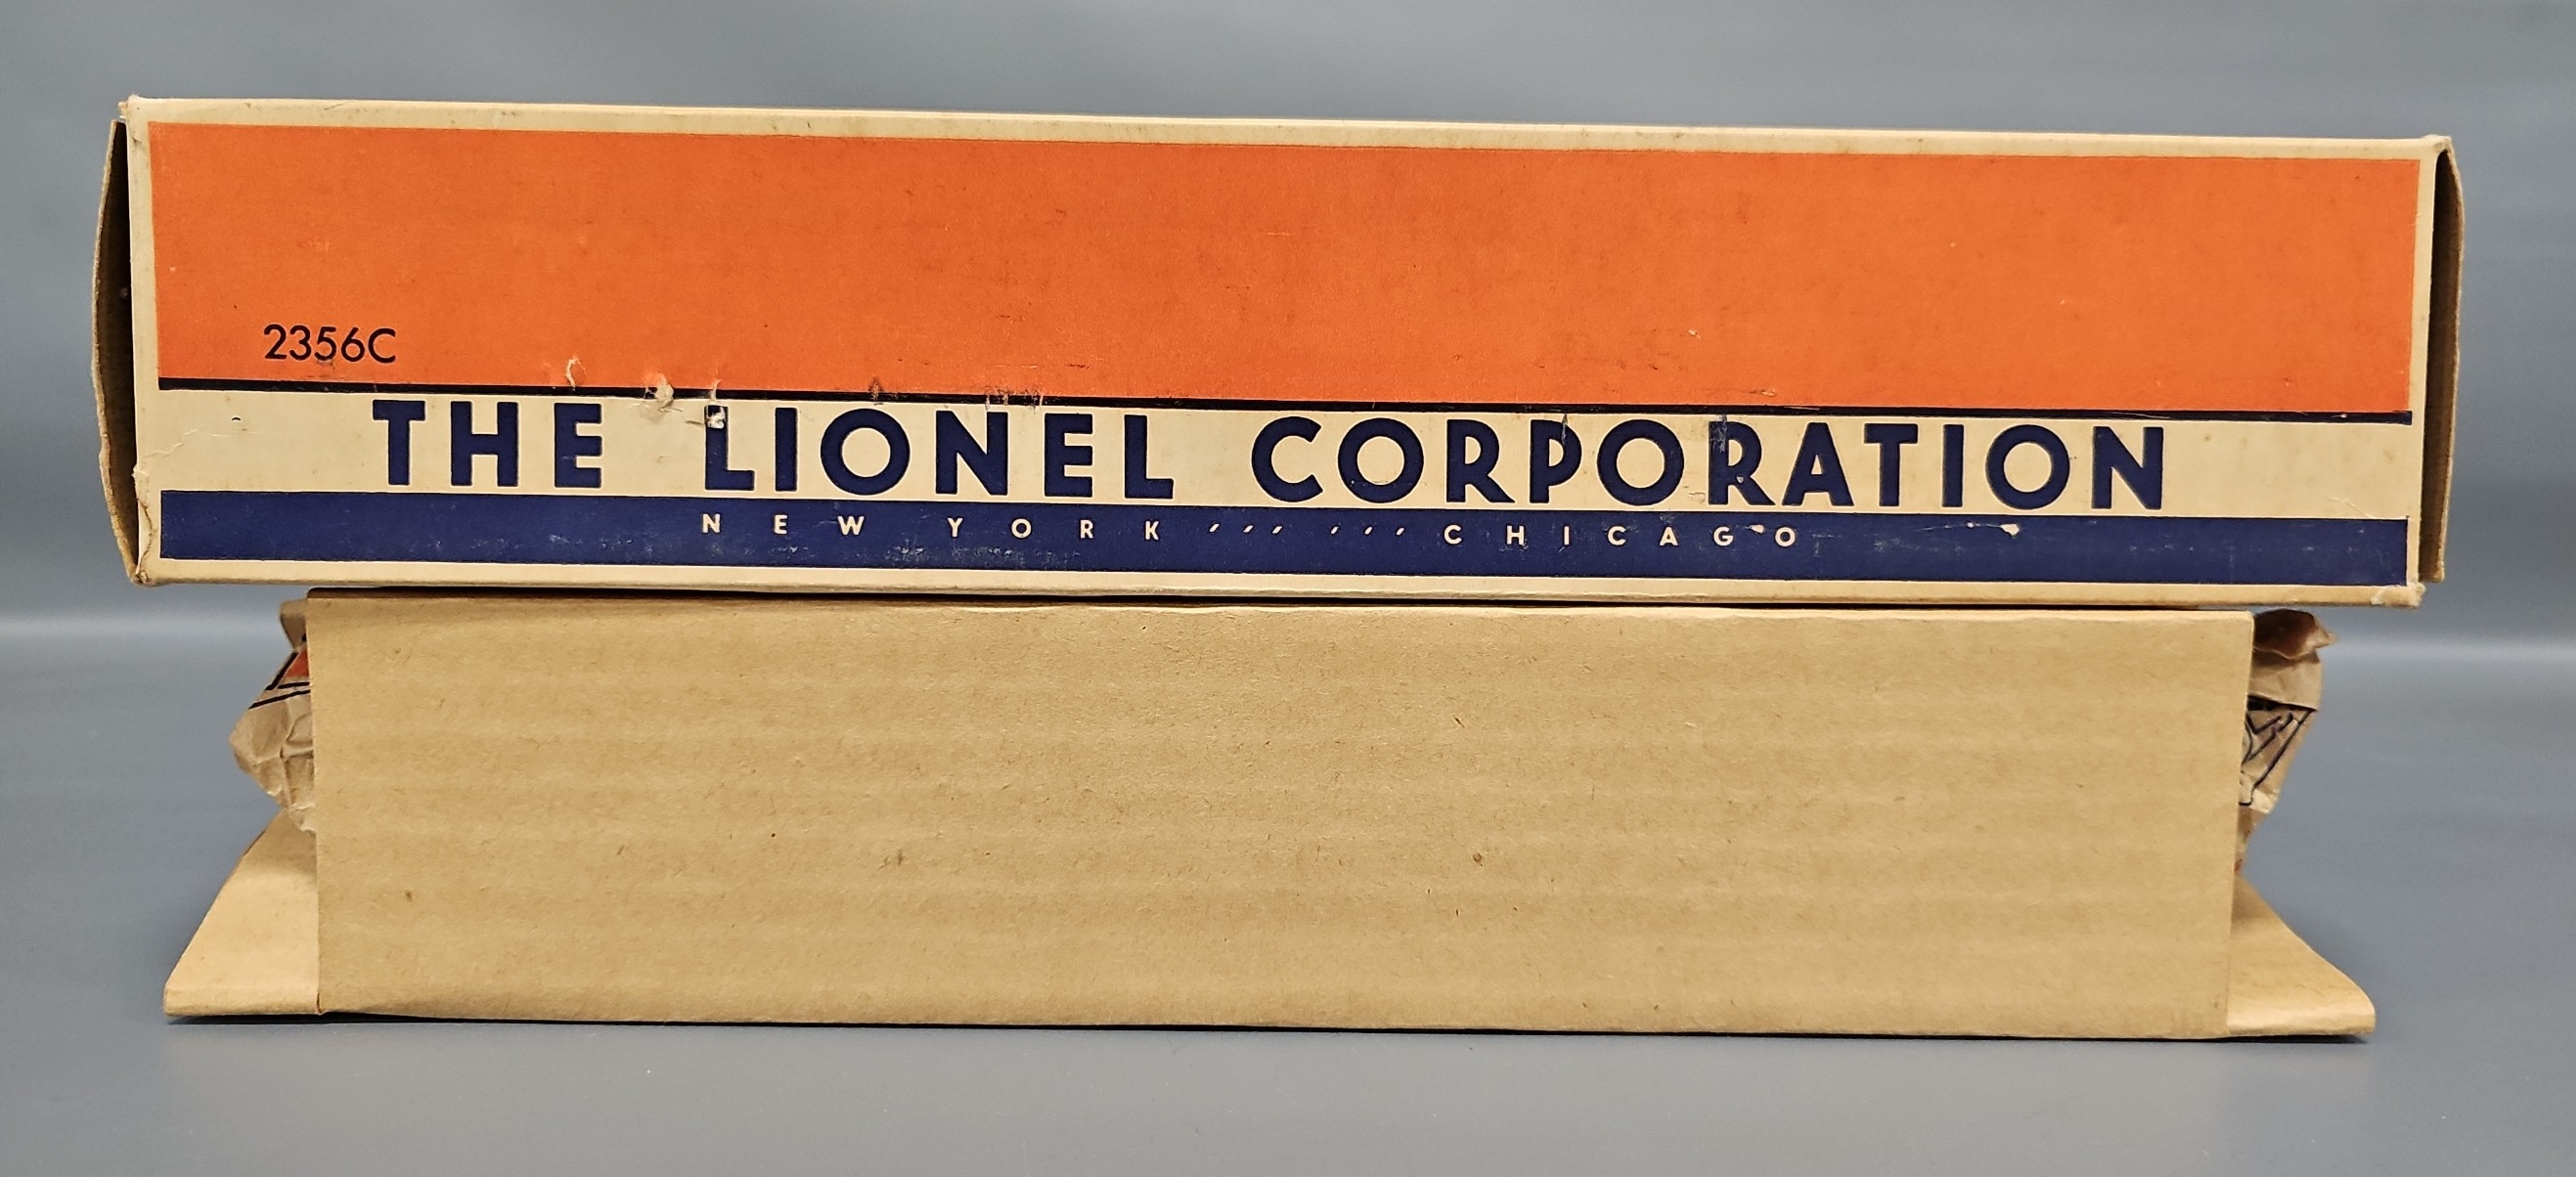 2356C
THE LIONEL CORPORATION
NEW YORK ′′′ ′′′ CHICAGO